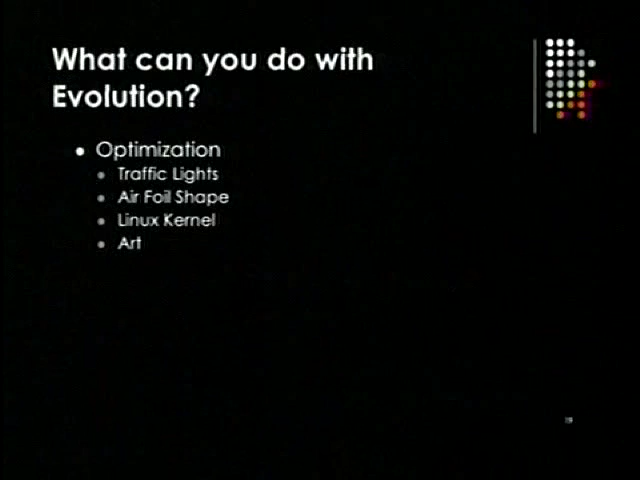 What can you do with
Evolution?
Optimization
Traffic Lights
Air Foil Shape
Linux Kernel
Art